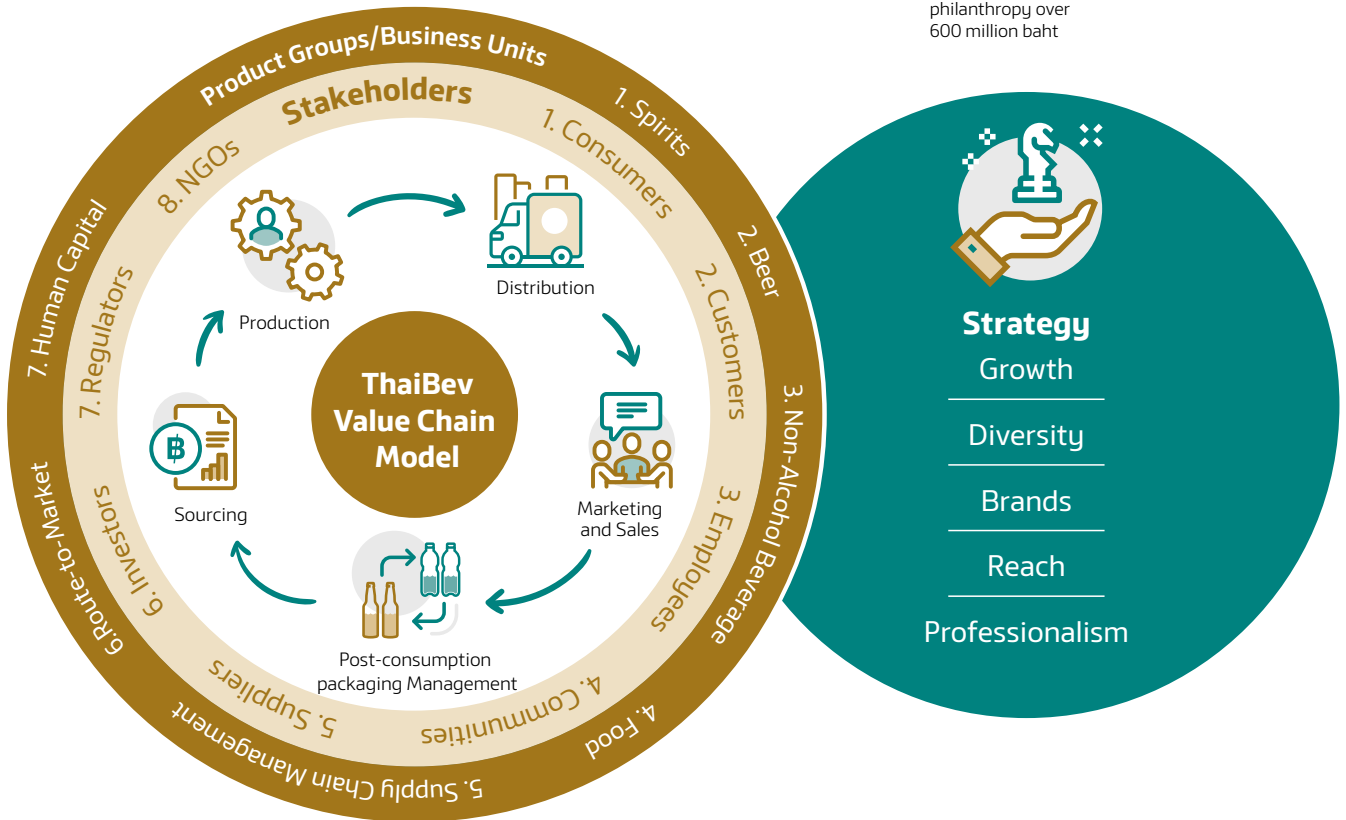 philanthropy over
600 million baht
Product Groups/Business Units
1. Spirits
2. Beer
3. Non-Alcohol Beverage
4. Food
5. Supply Chain Management
6.Route-to-Market
7. Human Capital
Stakeholders
1. Consumers
2. Customers
3. Employees
4. Communities
5. Suppliers
6. Investors
7. Regulators
8. NGOs
Production
Distribution
Marketing
and Sales
Post-consumption
packaging Management
Sourcing
฿
ThaiBev
Value Chain
Model
Strategy
Growth
Diversity
Brands
Reach
Professionalism